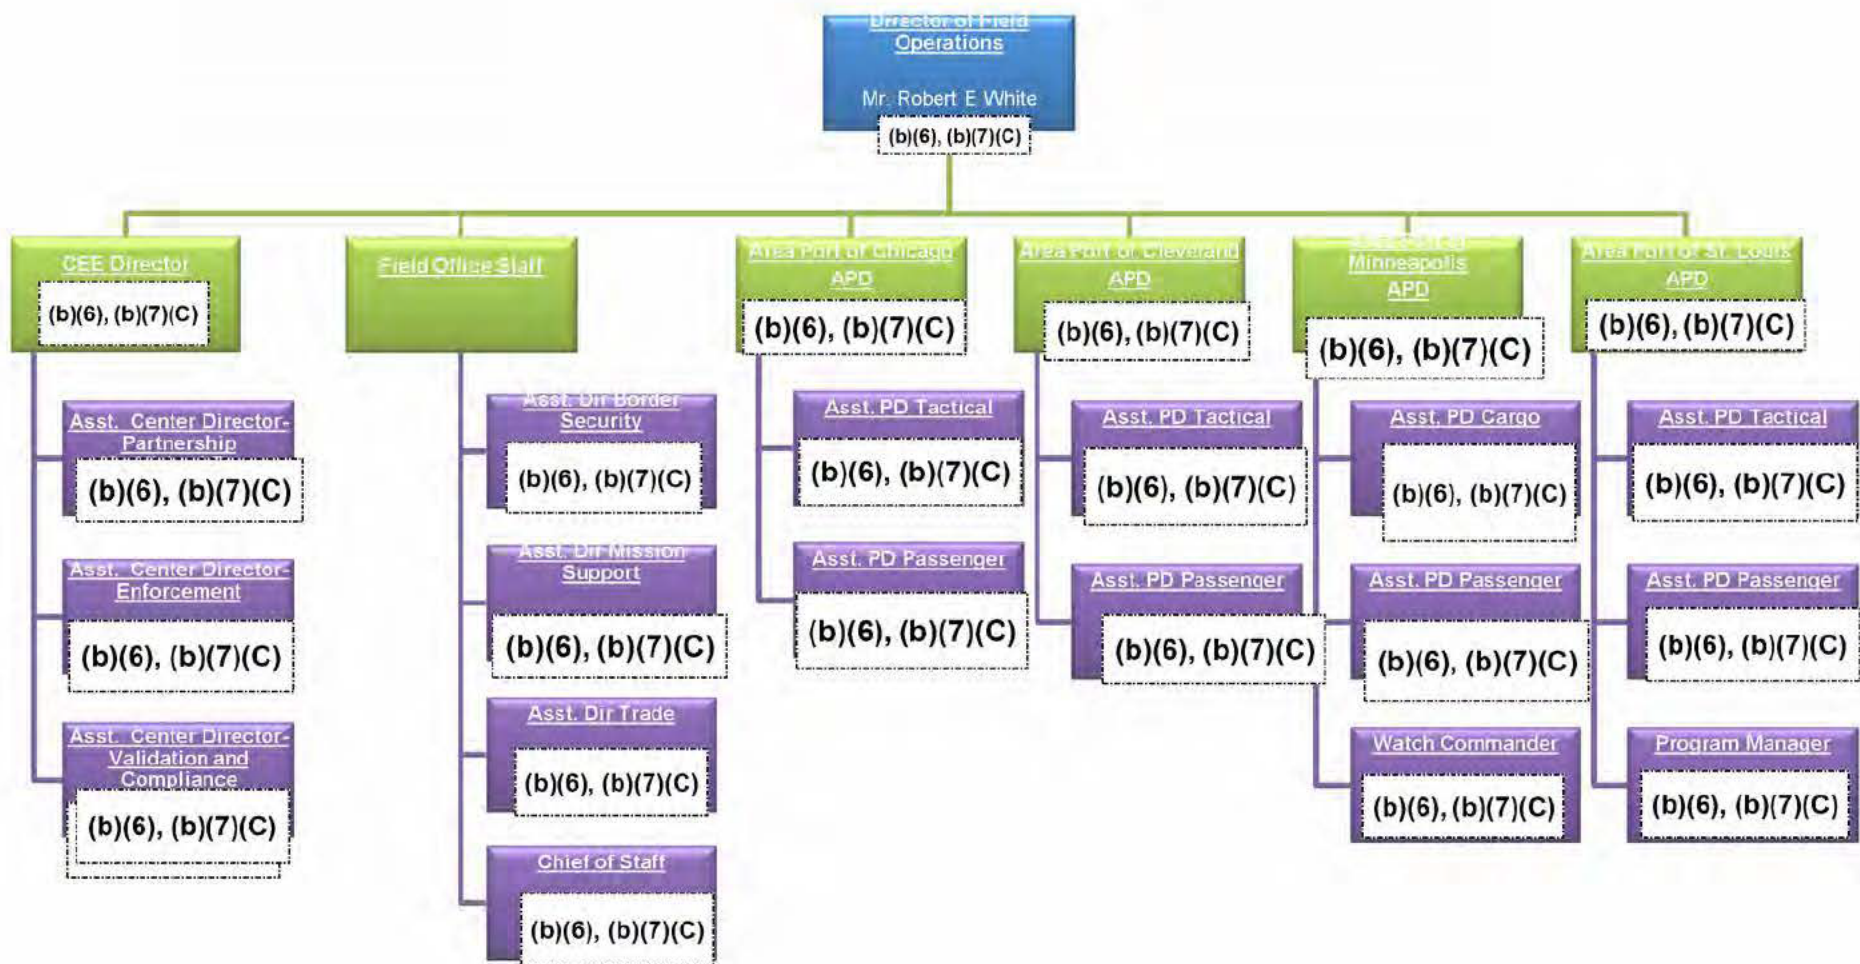 Director of Field
Operations
Mr. Robert E White
(b)(6), (b)(7)(C)
CEE Director
(b)(6), (b)(7)(C)
Asst. Center Director-
Partnership
(b)(6), (b)(7)(C)
Asst. Center Director-
Enforcement
(b)(6), (b)(7)(C)
Asst. Center Director-
Validation and
Compliance
(b)(6), (b)(7)(C)
Field Office Staff
Asst. Dir Border
Security
(b)(6), (b)(7)(C)
Asst. Dir Mission
Support
(b)(6), (b)(7)(C)
Asst. Dir Trade
(b)(6), (b)(7)(C)
Chief of Staff
(b)(6), (b)(7)(C)
Area Port of Chicago
APD
(b)(6), (b)(7)(C)
Asst. PD Tactical
(b)(6), (b)(7)(C)
Asst. PD Passenger
(b)(6), (b)(7)(C)
Area Port of Cleveland
APD
(b)(6), (b)(7)(C)
Asst. PD Tactical
(b)(6), (b)(7)(C)
Asst. PD Passenger
(b)(6), (b)(7)(C)
Minneapolis
APD
(b)(6), (b)(7)(C)
Asst. PD Cargo
(b)(6), (b)(7)(C)
Asst. PD Passenger
(b)(6), (b)(7)(C)
Watch Commander
(b)(6), (b)(7)(C)
Area Port of St. Louis
APD
(b)(6), (b)(7)(C)
Asst. PD Tactical
(b)(6), (b)(7)(C)
Asst. PD Passenger
(b)(6), (b)(7)(C)
Program Manager
(b)(6), (b)(7)(C)